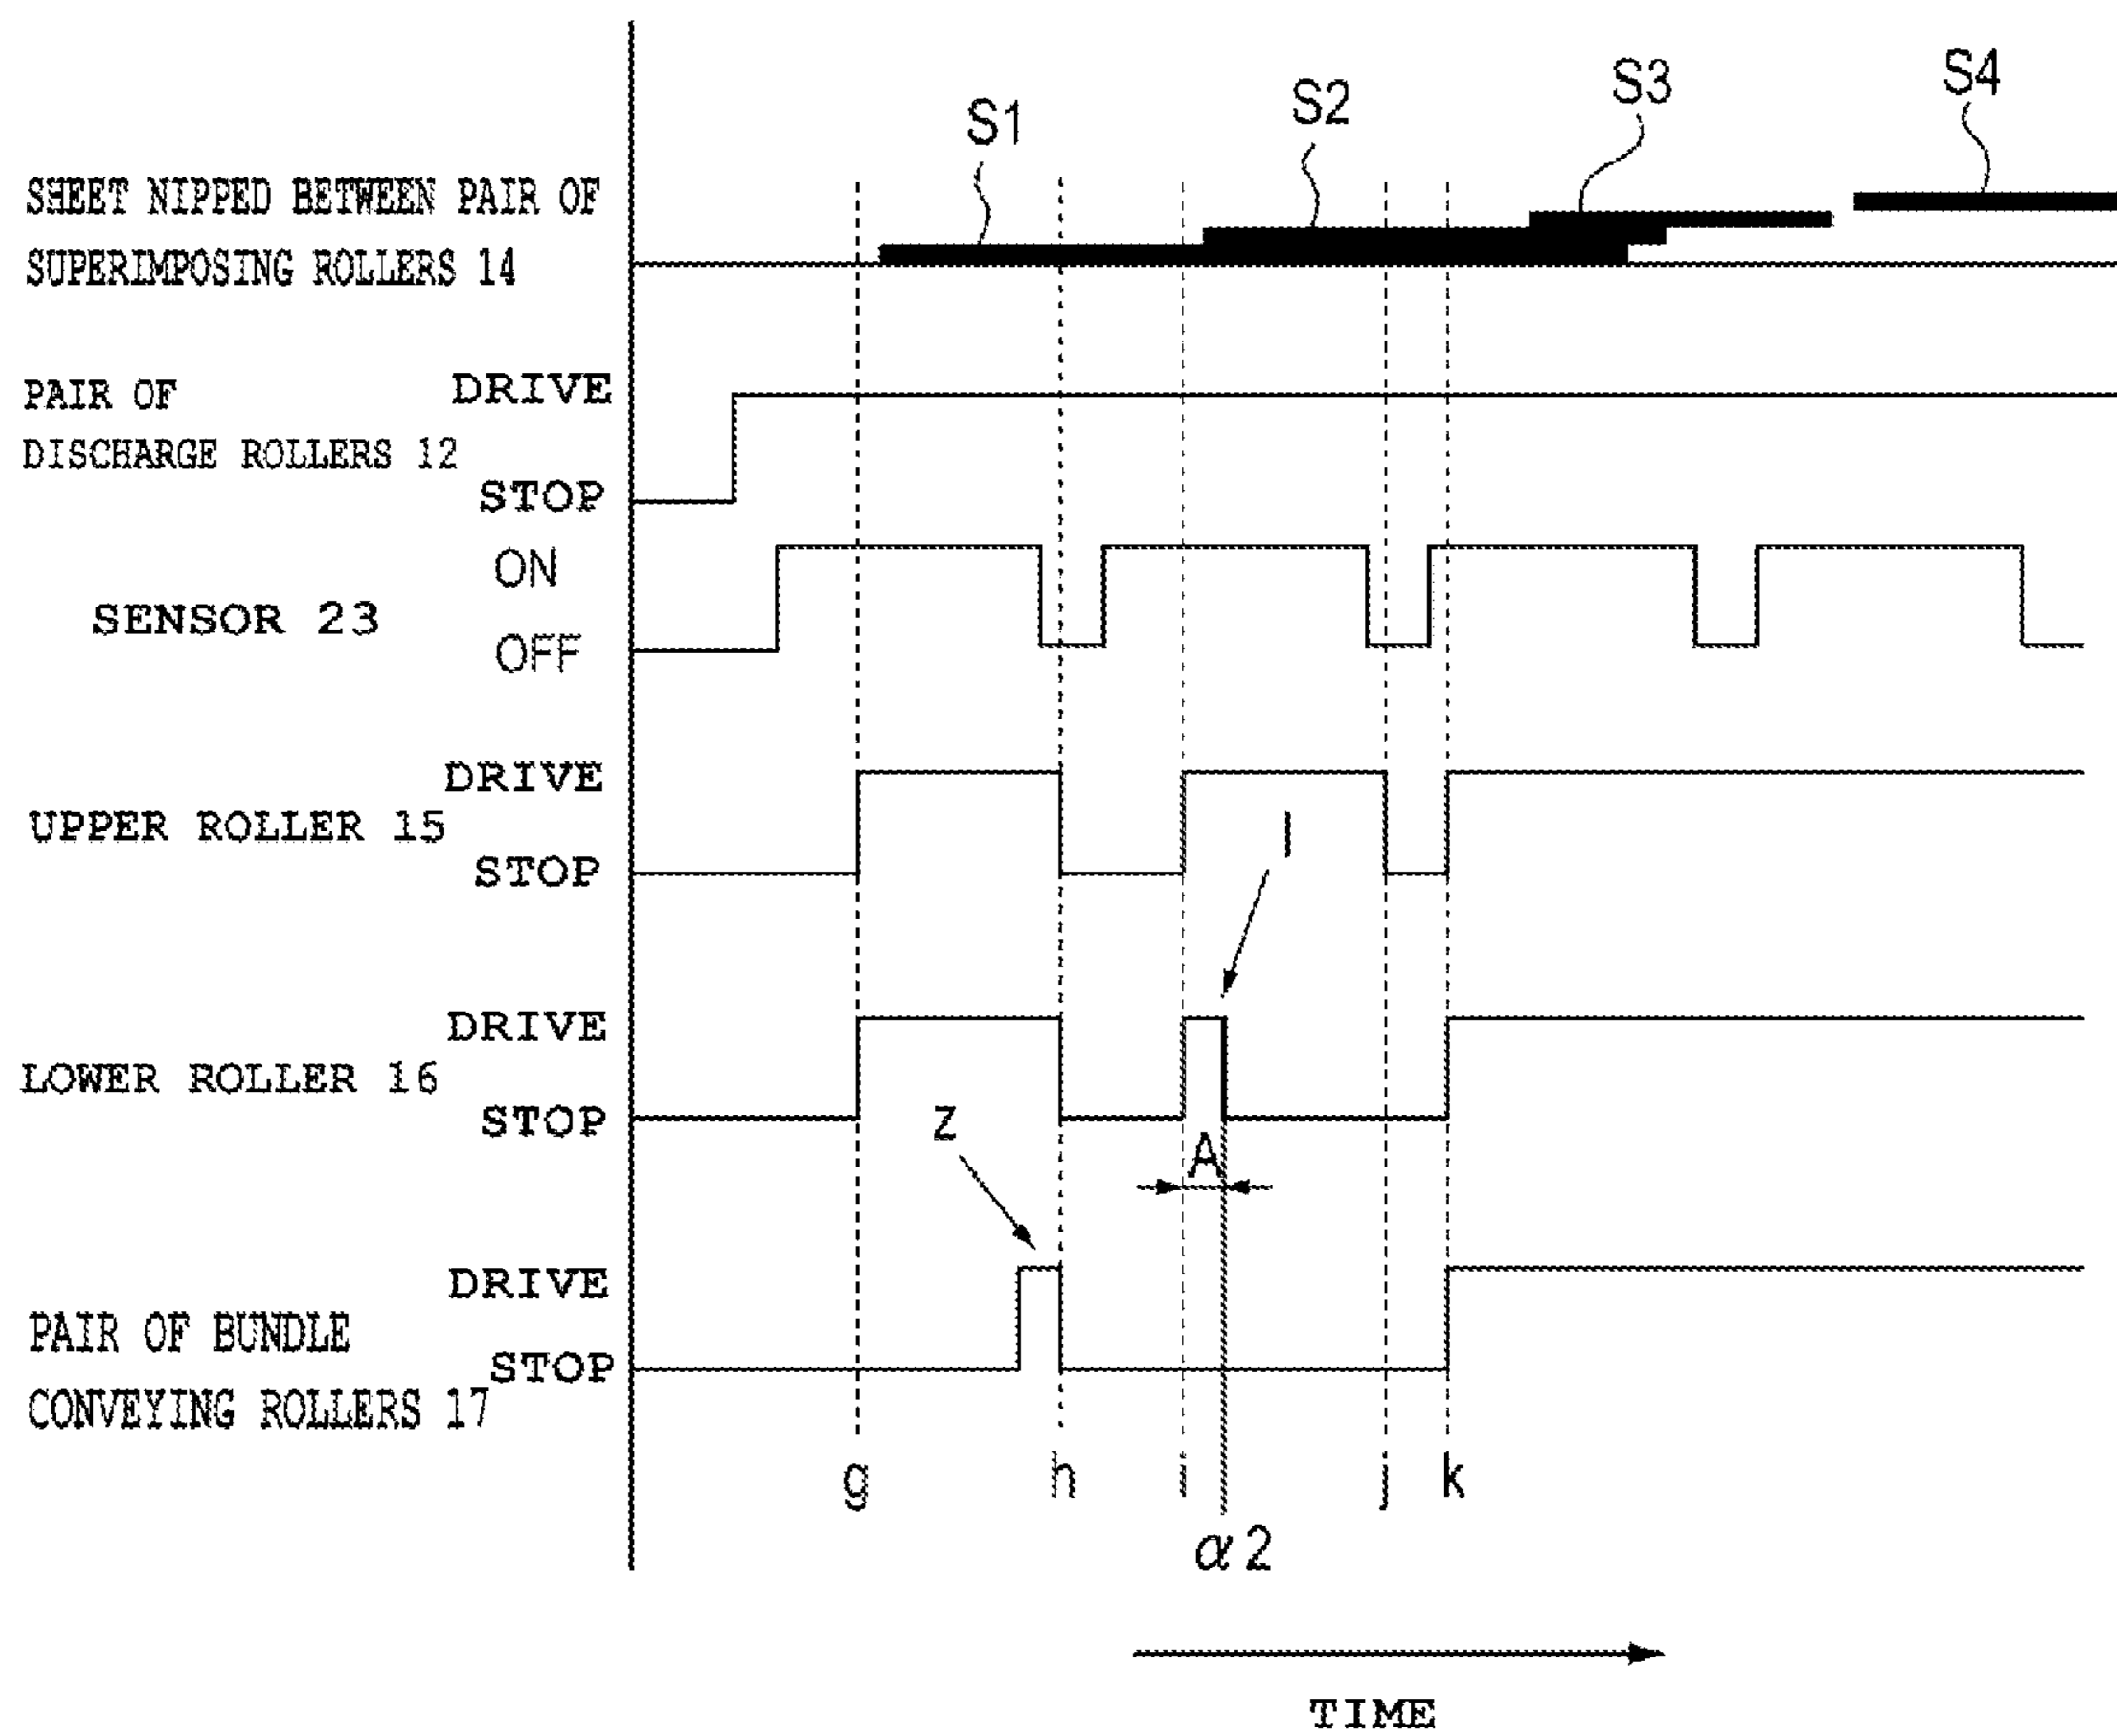 S1
S2
S3
S4
SHEET NIPPED BETWEEN PAIR OF
SUPERIMPOSING ROLLERS 14
PAIR OF
DISCHARGE ROLLERS 12
DRIVE
STOP
SENSOR 23
ON
OFF
UPPER ROLLER 15
DRIVE
STOP
l
LOWER ROLLER 16
DRIVE
STOP
A
z
PAIR OF BUNDLE
CONVEYING ROLLERS 17
DRIVE
STOP
g h i j k
α2
TIME